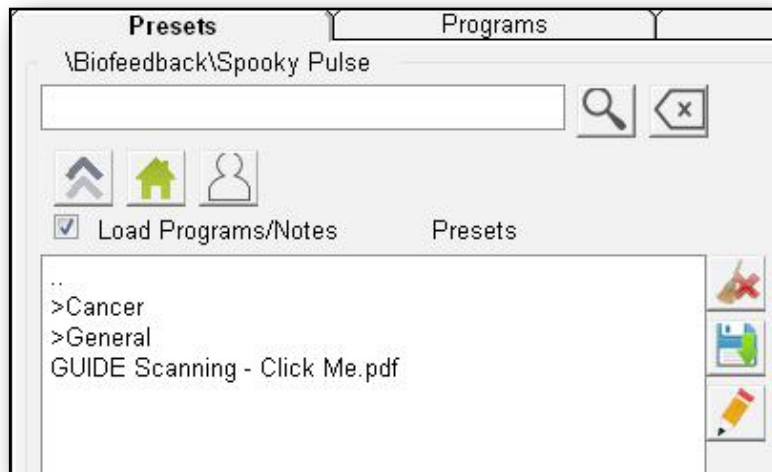 Presets Programs
\Biofeedback\Spooky Pulse
Load Programs/Notes Presets
..
>Cancer
>General
GUIDE Scanning - Click Me.pdf